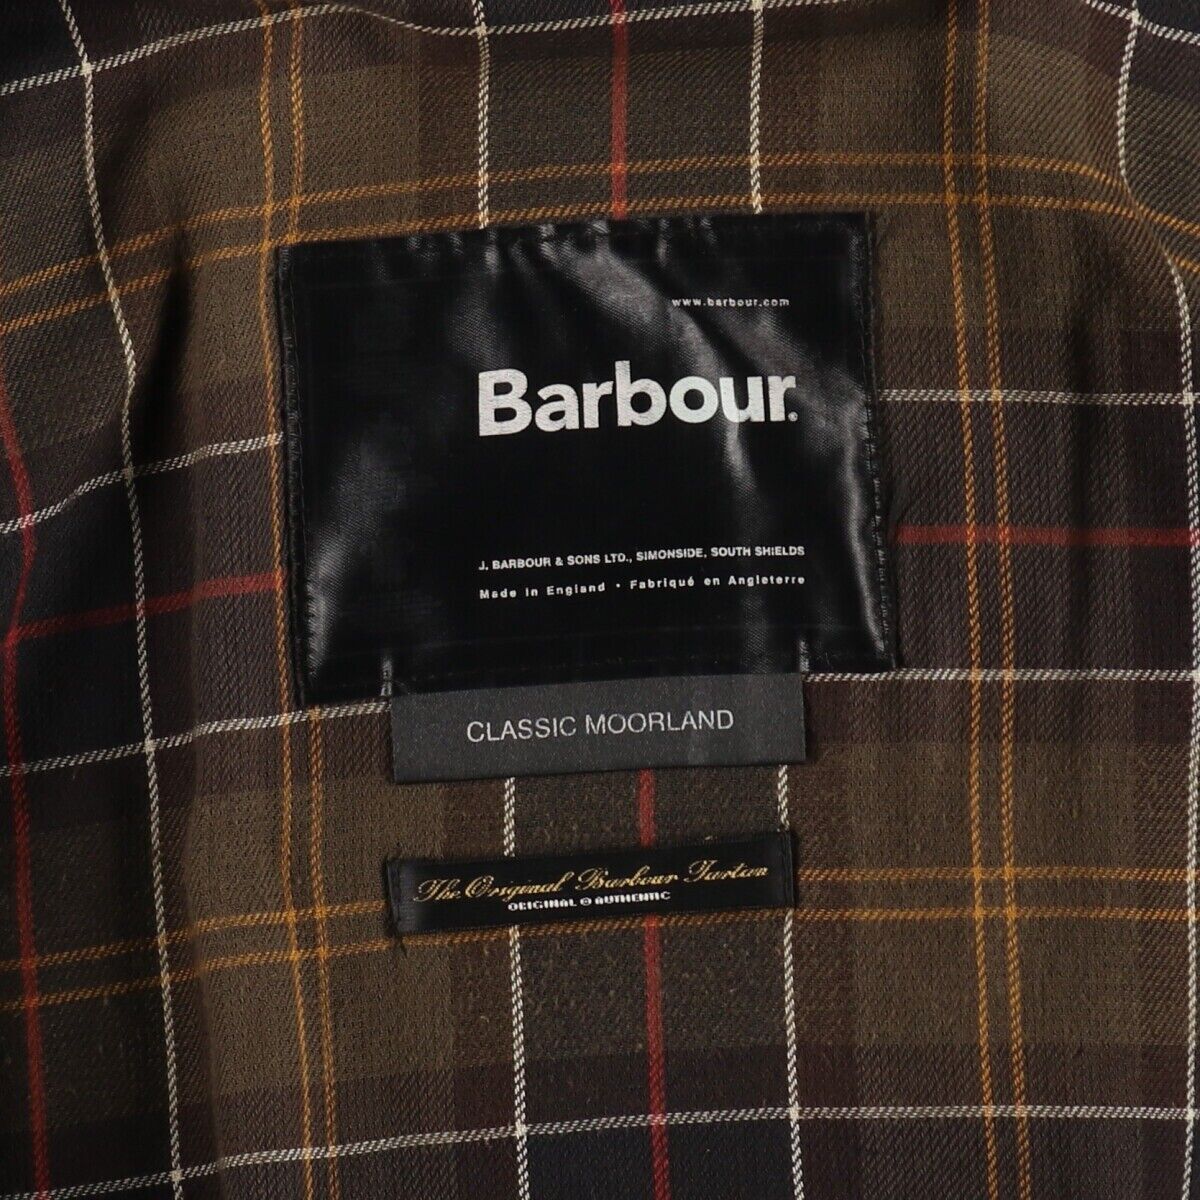 www.barbour.com
Barbour®
J. BARBOUR & SONS LTD., SIMONSIDE, SOUTH SHIELDS
Made in England · Fabriqué en Angleterre
CLASSIC MOORLAND
The Original Barbour Tartan
ORIGINAL @ AUTHENTIC